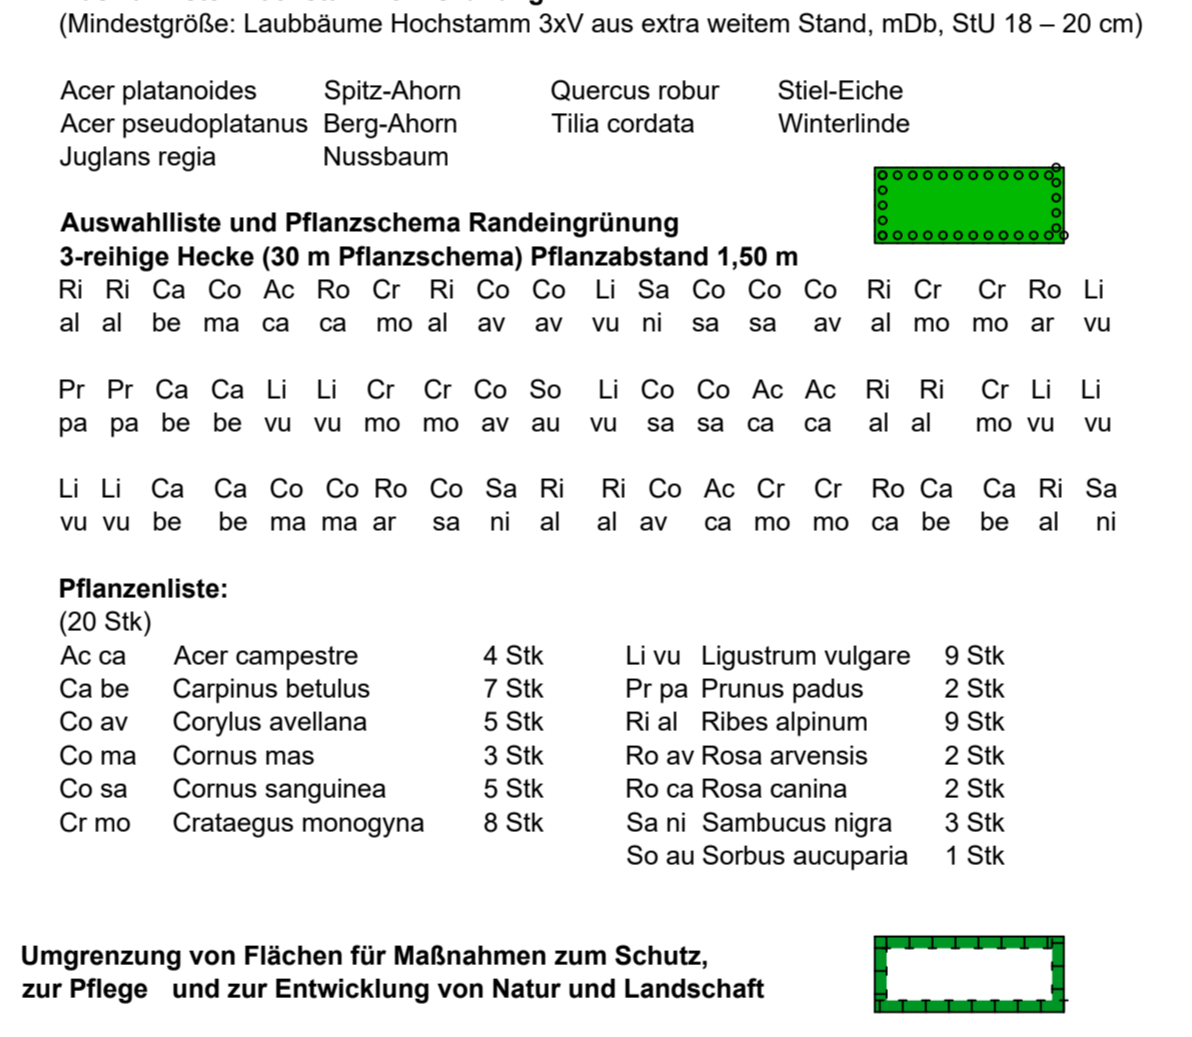 (Mindestgröße: Laubbäume Hochstamm 3xV aus extra weitem Stand, mDb, StU 18 – 20 cm)
Acer platanoides Spitz-Ahorn Quercus robur Stiel-Eiche
Acer pseudoplatanus Berg-Ahorn Tilia cordata Winterlinde
Juglans regia Nussbaum
Auswahlliste und Pflanzschema Randeingrünung
3-reihige Hecke (30 m Pflanzschema) Pflanzabstand 1,50 m
Ri Ri Ca Co Ac Ro Cr Ri Co Co Li Sa Co Co Co Ri Cr Cr Ro Li
al al be ma ca ca mo al av av vu ni sa sa av al mo mo ar vu
Pr Pr Ca Ca Li Li Cr Cr Co So Li Co Co Ac Ac Ri Ri Cr Li Li
pa pa be be vu vu mo mo av au vu sa sa ca ca al al mo vu vu
Li Li Ca Ca Co Co Ro Co Sa Ri Ri Co Ac Cr Cr Ro Ca Ca Ri Sa
vu vu be be ma ma ar sa ni al al av ca mo mo ca be be al ni
Pflanzenliste:
(20 Stk)
Ac ca Acer campestre 4 Stk Li vu Ligustrum vulgare 9 Stk
Ca be Carpinus betulus 7 Stk Pr pa Prunus padus 2 Stk
Co av Corylus avellana 5 Stk Ri al Ribes alpinum 9 Stk
Co ma Cornus mas 3 Stk Ro av Rosa arvensis 2 Stk
Co sa Cornus sanguinea 5 Stk Ro ca Rosa canina 2 Stk
Cr mo Crataegus monogyna 8 Stk Sa ni Sambucus nigra 3 Stk
So au Sorbus aucuparia 1 Stk
Umgrenzung von Flächen für Maßnahmen zum Schutz,
zur Pflege und zur Entwicklung von Natur und Landschaft